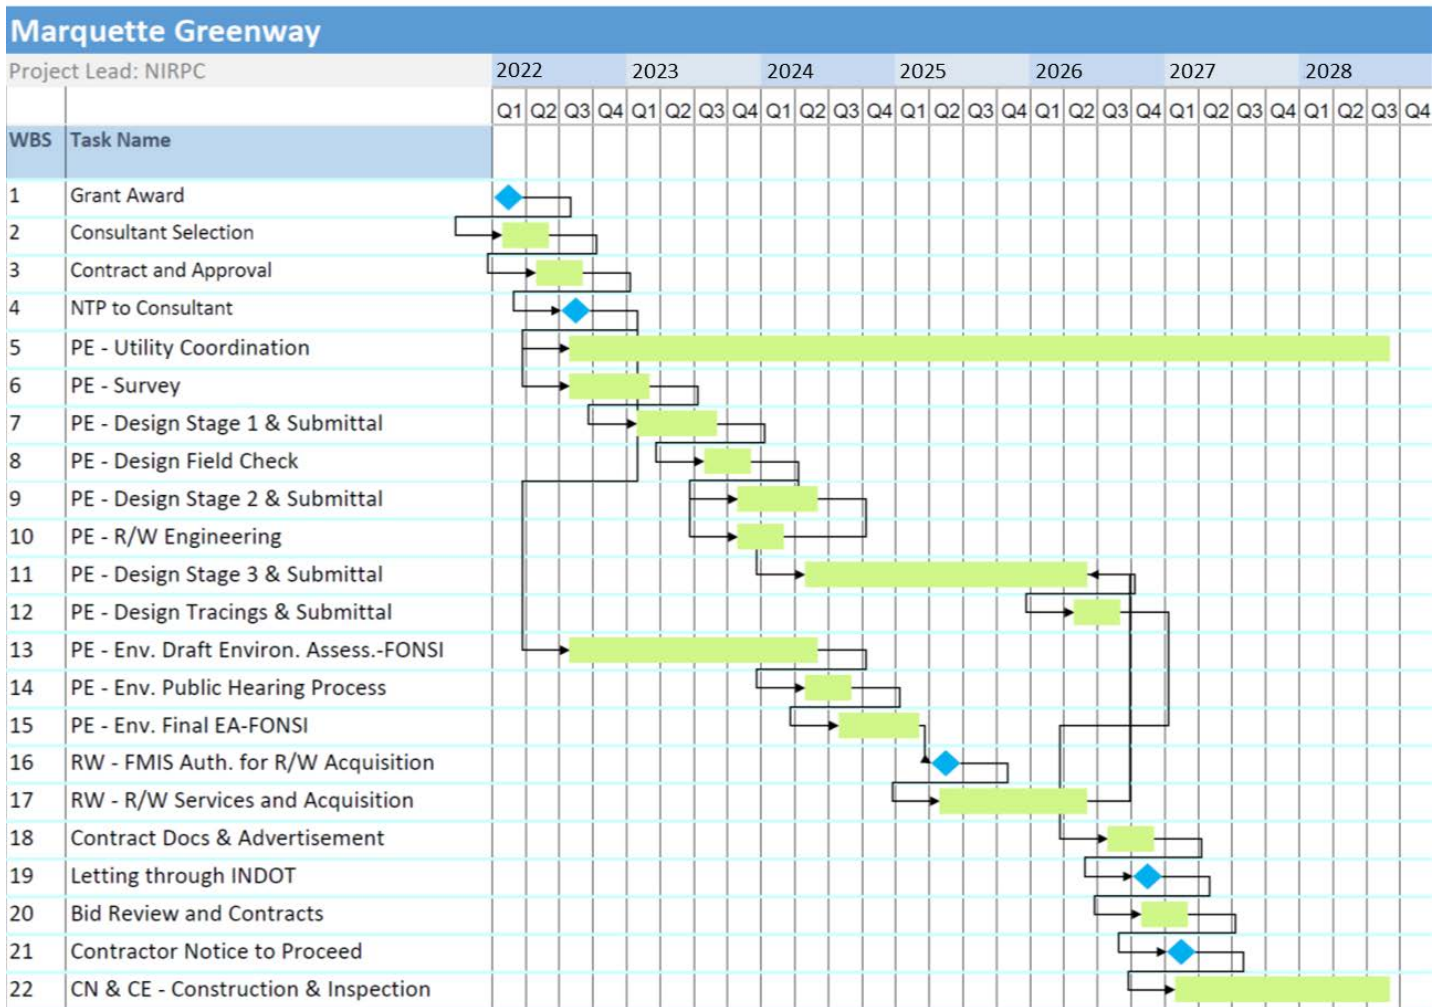 Marquette Greenway
Project Lead: NIRPC 2022 2023 2024 2025 2026 2027 2028
Q1 Q2 Q3 Q4 Q1 Q2 Q3 Q4 Q1 Q2 Q3 Q4 Q1 Q2 Q3 Q4 Q1 Q2 Q3 Q4 Q1 Q2 Q3 Q4 Q1 Q2 Q3 Q4
WBS Task Name
1 Grant Award
2 Consultant Selection
3 Contract and Approval
4 NTP to Consultant
5 PE - Utility Coordination
6 PE - Survey
7 PE - Design Stage 1 & Submittal
8 PE - Design Field Check
9 PE - Design Stage 2 & Submittal
10 PE - R/W Engineering
11 PE - Design Stage 3 & Submittal
12 PE - Design Tracings & Submittal
13 PE - Env. Draft Environ. Assess.-FONSI
14 PE - Env. Public Hearing Process
15 PE - Env. Final EA-FONSI
16 RW - FMIS Auth. for R/W Acquisition
17 RW - R/W Services and Acquisition
18 Contract Docs & Advertisement
19 Letting through INDOT
20 Bid Review and Contracts
21 Contractor Notice to Proceed
22 CN & CE - Construction & Inspection